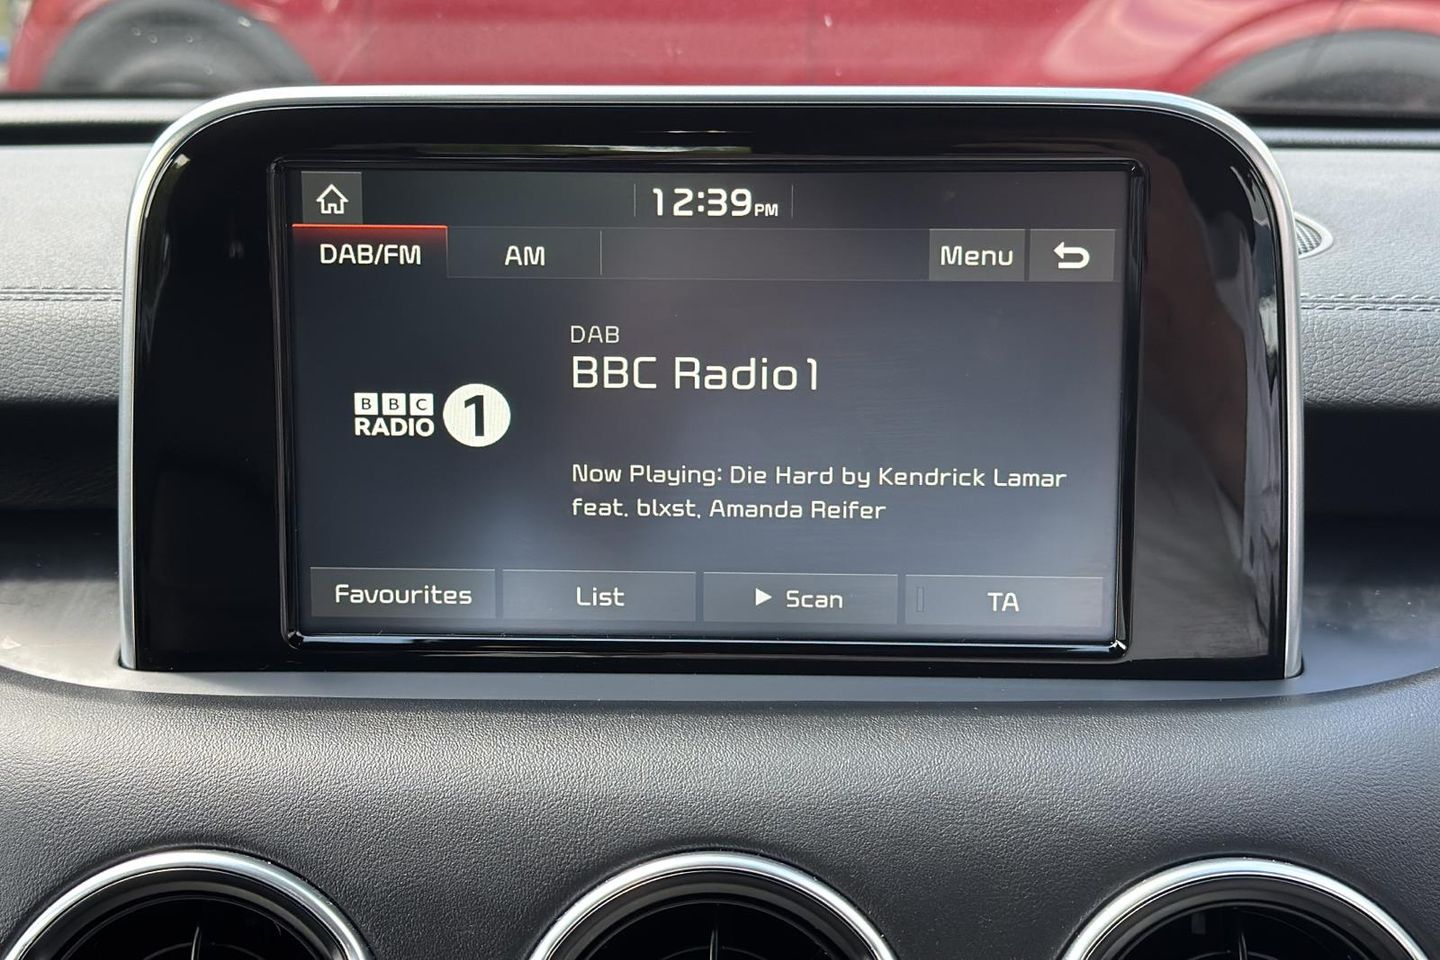 12:39PM
DAB/FM
AM
Menu
DAB
BBC Radio1
BBC
RADIO 1
Now Playing: Die Hard by Kendrick Lamar
feat. blxst, Amanda Reifer
Favourites
List
Scan
TA